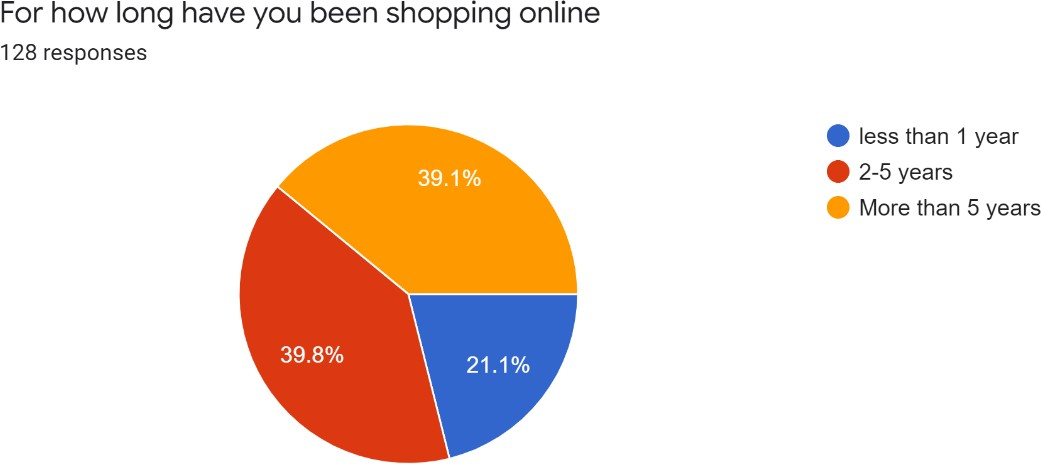 For how long have you been shopping online
128 responses
39.1%
39.8%
21.1%
less than 1 year
2-5 years
More than 5 years